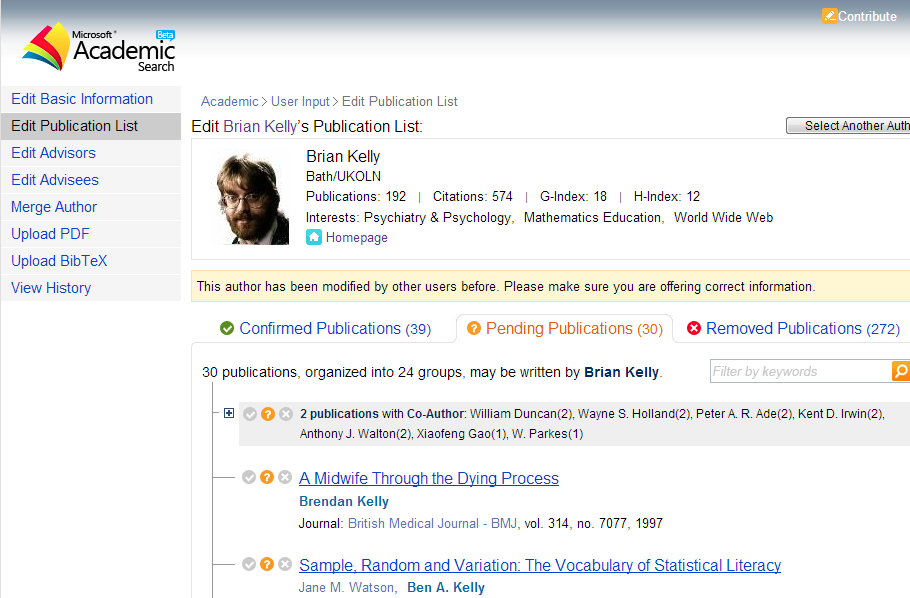 Contribute
Microsoft®
Academic Beta
Search
Edit Basic Information
Edit Publication List
Edit Advisors
Edit Advisees
Merge Author
Upload PDF
Upload BibTeX
View History
Academic > User Input > Edit Publication List
Edit Brian Kelly's Publication List:
Select Another Auth
Brian Kelly
Bath/UKOLN
Publications: 192 | Citations: 574 | G-Index: 18 | H-Index: 12
Interests: Psychiatry & Psychology, Mathematics Education, World Wide Web
Homepage
This author has been modified by other users before. Please make sure you are offering correct information.
Confirmed Publications (39) Pending Publications (30) Removed Publications (272)
30 publications, organized into 24 groups, may be written by Brian Kelly.
Filter by keywords
2 publications with Co-Author: William Duncan(2), Wayne S. Holland(2), Peter A. R. Ade(2), Kent D. Irwin(2),
Anthony J. Walton(2), Xiaofeng Gao(1), W. Parkes(1)
A Midwife Through the Dying Process
Brendan Kelly
Journal: British Medical Journal - BMJ, vol. 314, no. 7077, 1997
Sample, Random and Variation: The Vocabulary of Statistical Literacy
Jane M. Watson, Ben A. Kelly